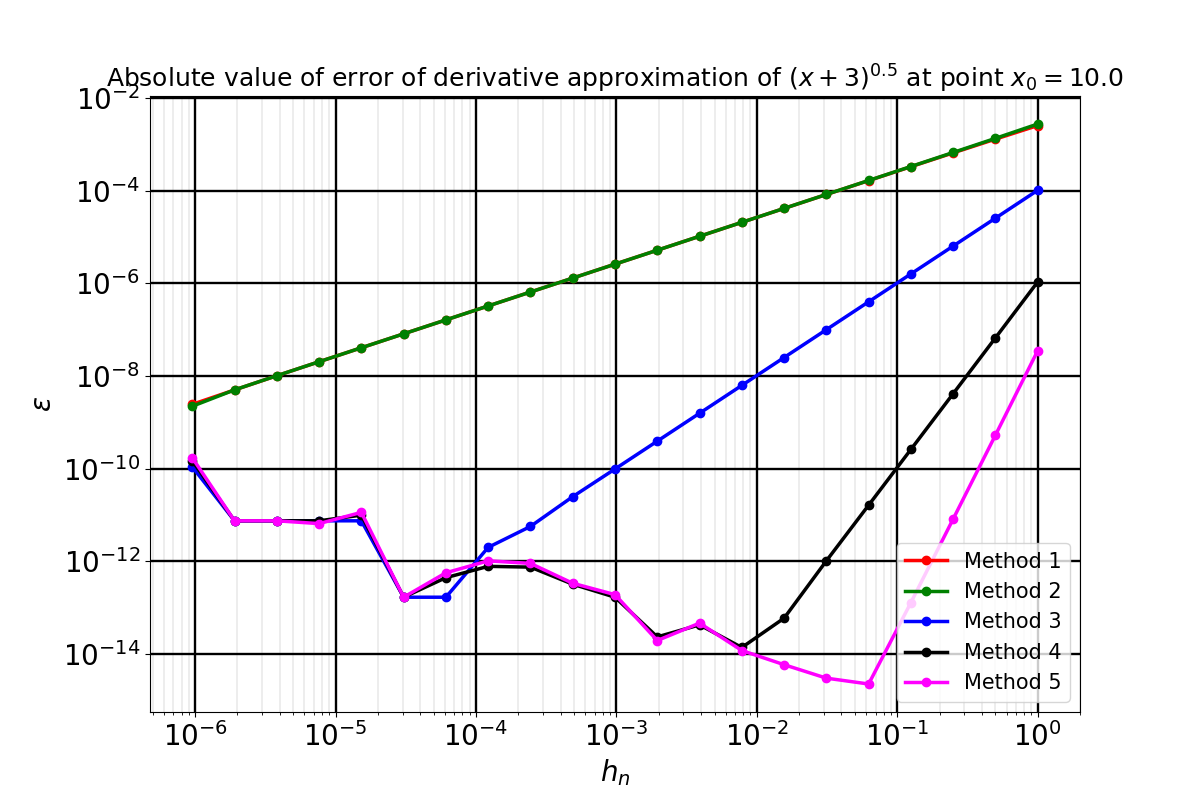 Absolute value of error of derivative approximation of $(x+3)^{0.5}$ at point $x_0 = 10.0$
$10^{-2}$
$10^{-4}$
$10^{-6}$
$10^{-8}$
$10^{-10}$
$10^{-12}$
$10^{-14}$
ε
Method 1
Method 2
Method 3
Method 4
Method 5
$10^{-6}$ $10^{-5}$ $10^{-4}$ $10^{-3}$ $10^{-2}$ $10^{-1}$ $10^{0}$
$h_n$